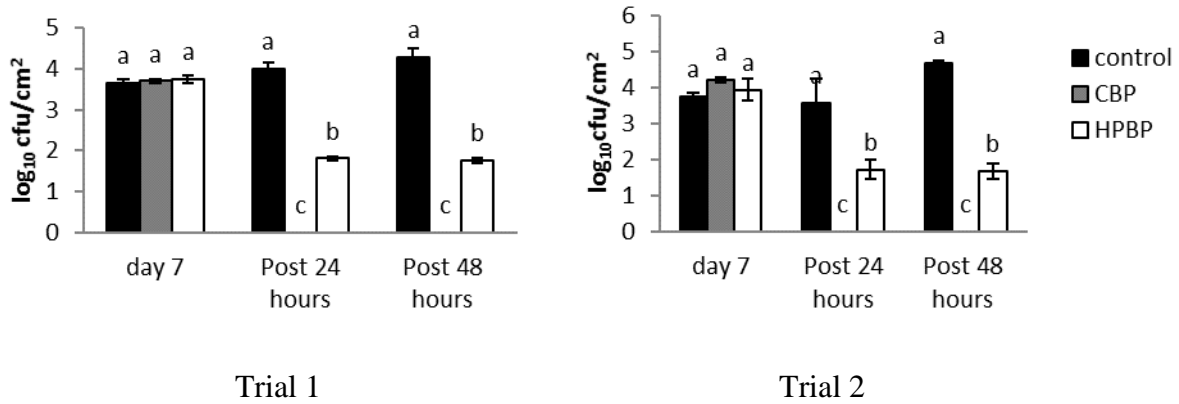 log₁₀ cfu/cm²
5
4
3
2
1
0
a a a
a
c
b
a
c
b
day 7
Post 24
hours
Post 48
hours
Trial 1
log₁₀cfu/cm²
6
5
4
3
2
1
0
a a a
a
c
b
a
c
b
day 7
Post 24
hours
Post 48
hours
Trial 2
control
CBP
HPBP